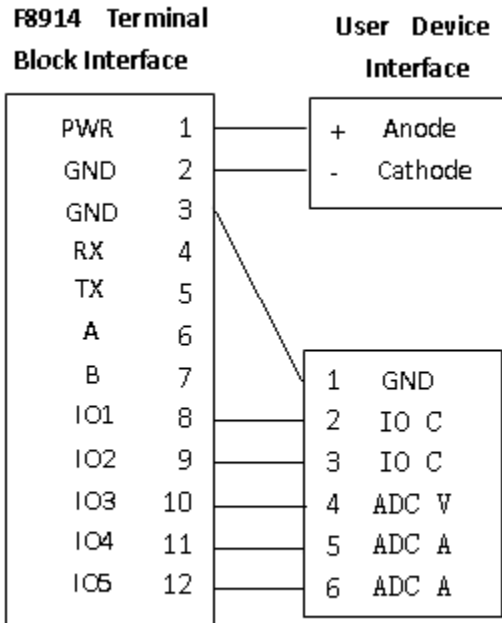 F8914 Terminal
Block Interface
User Device
Interface
PWR 1
GND 2
GND 3
RX 4
TX 5
A 6
B 7
IO1 8
IO2 9
IO3 10
IO4 11
IO5 12
+ Anode
- Cathode
1 GND
2 IO C
3 IO C
4 ADC V
5 ADC A
6 ADC A